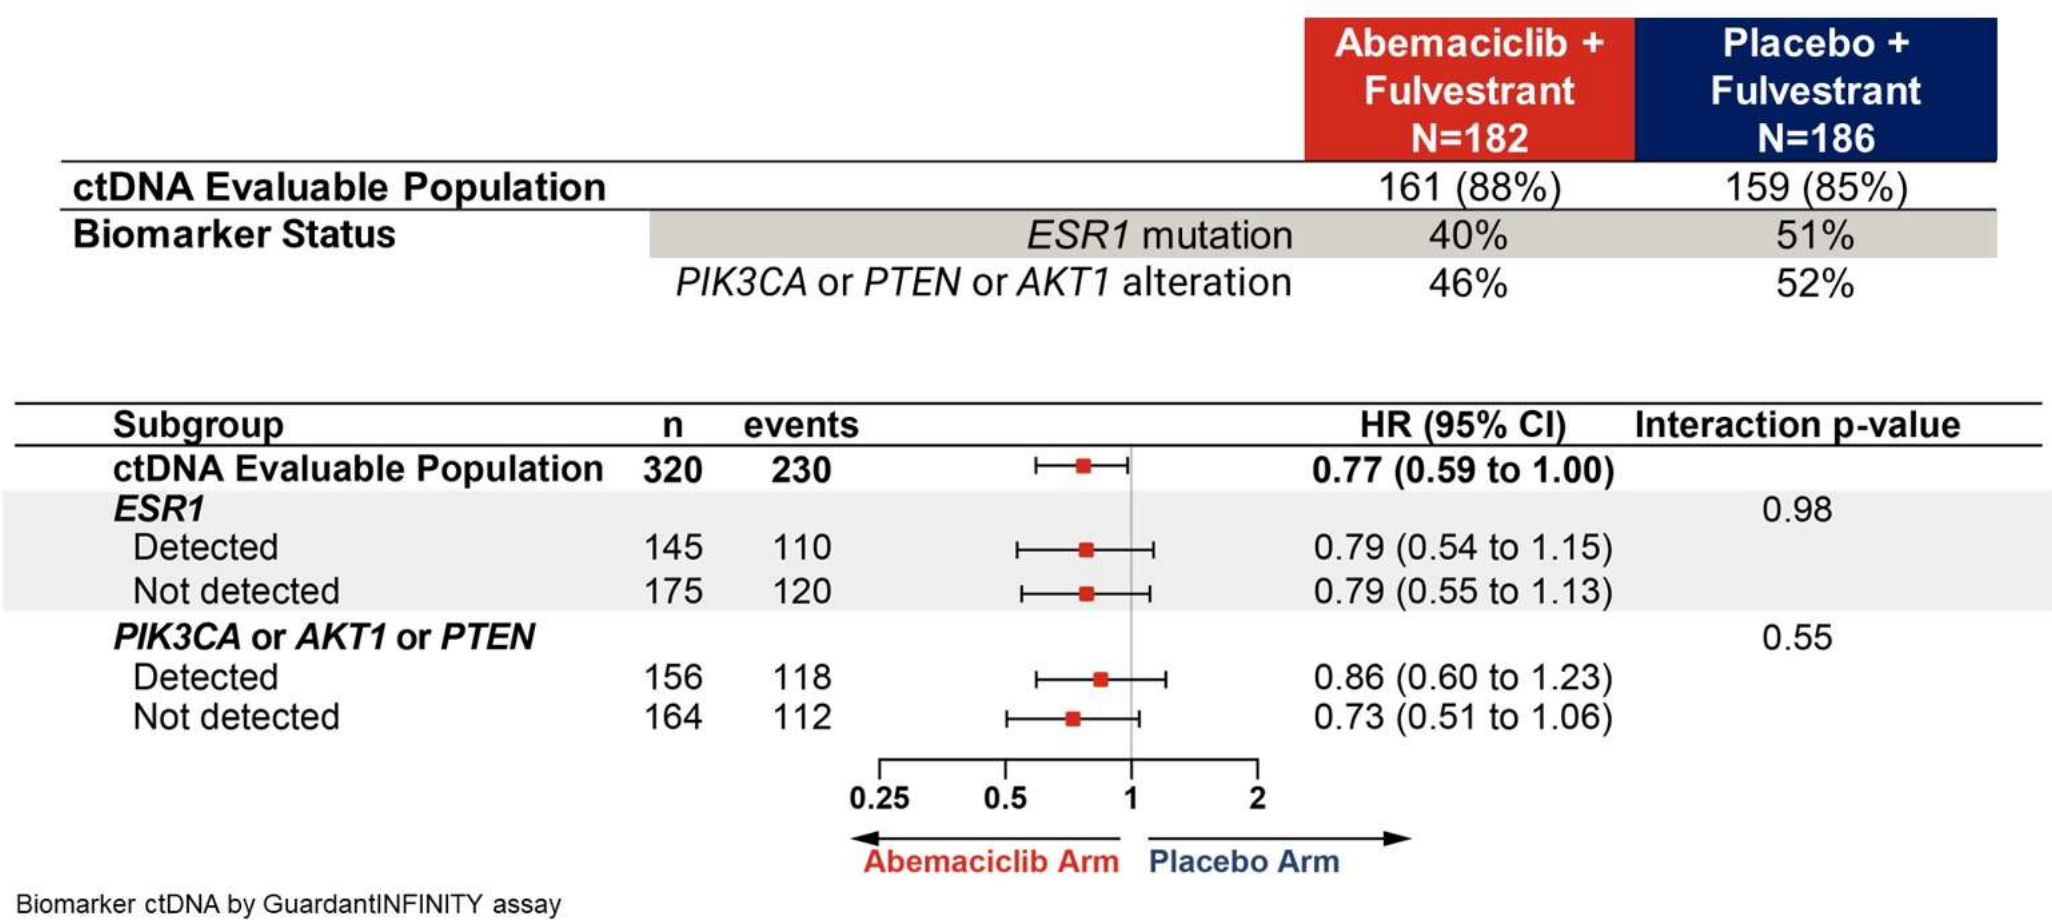 Abemaciclib + Fulvestrant N=182 Placebo + Fulvestrant N=186
ctDNA Evaluable Population 161 (88%) 159 (85%)
Biomarker Status ESR1 mutation 40% 51%
PIK3CA or PTEN or AKT1 alteration 46% 52%
Subgroup n events HR (95% CI) Interaction p-value
ctDNA Evaluable Population 320 230 0.77 (0.59 to 1.00)
ESR1 0.98
Detected 145 110 0.79 (0.54 to 1.15)
Not detected 175 120 0.79 (0.55 to 1.13)
PIK3CA or AKT1 or PTEN 0.55
Detected 156 118 0.86 (0.60 to 1.23)
Not detected 164 112 0.73 (0.51 to 1.06)
0.25 0.5 1 2
Abemaciclib Arm Placebo Arm
Biomarker ctDNA by GuardantINFINITY assay